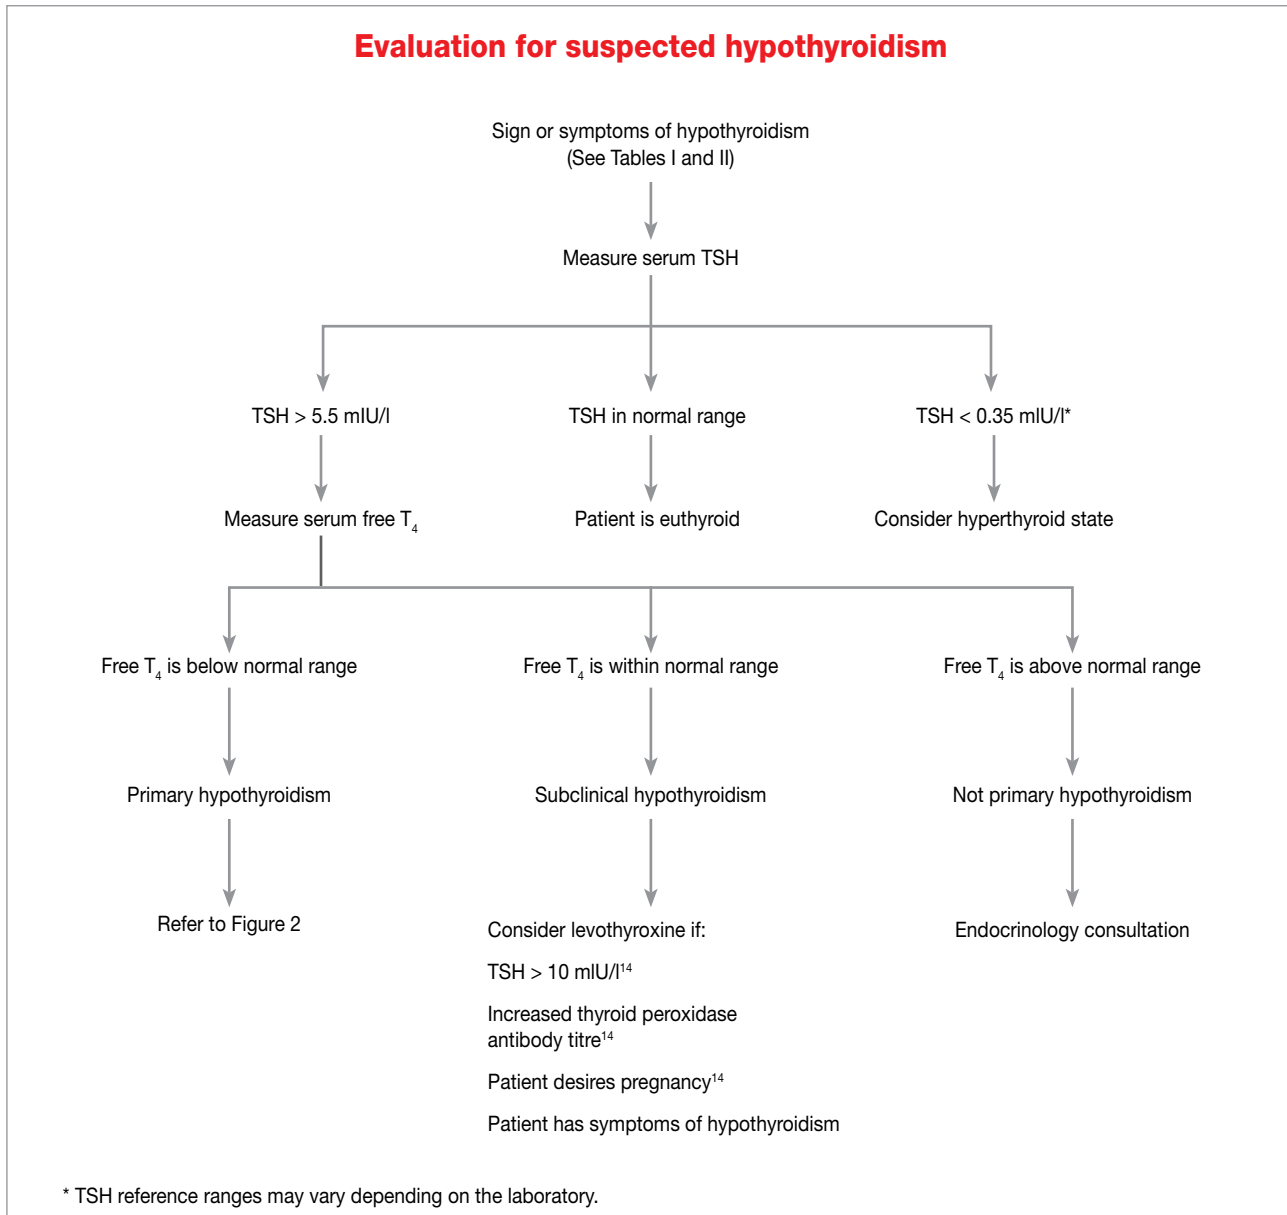 Evaluation for suspected hypothyroidism
Sign or symptoms of hypothyroidism
(See Tables I and II)
Measure serum TSH
TSH > 5.5 mIU/l
TSH in normal range
TSH < 0.35 mIU/l*
Measure serum free T₄
Patient is euthyroid
Consider hyperthyroid state
Free T₄ is below normal range
Free T₄ is within normal range
Free T₄ is above normal range
Primary hypothyroidism
Subclinical hypothyroidism
Not primary hypothyroidism
Refer to Figure 2
Consider levothyroxine if:
TSH > 10 mIU/l¹⁴
Increased thyroid peroxidase
antibody titre¹⁴
Patient desires pregnancy¹⁴
Patient has symptoms of hypothyroidism
Endocrinology consultation
* TSH reference ranges may vary depending on the laboratory.